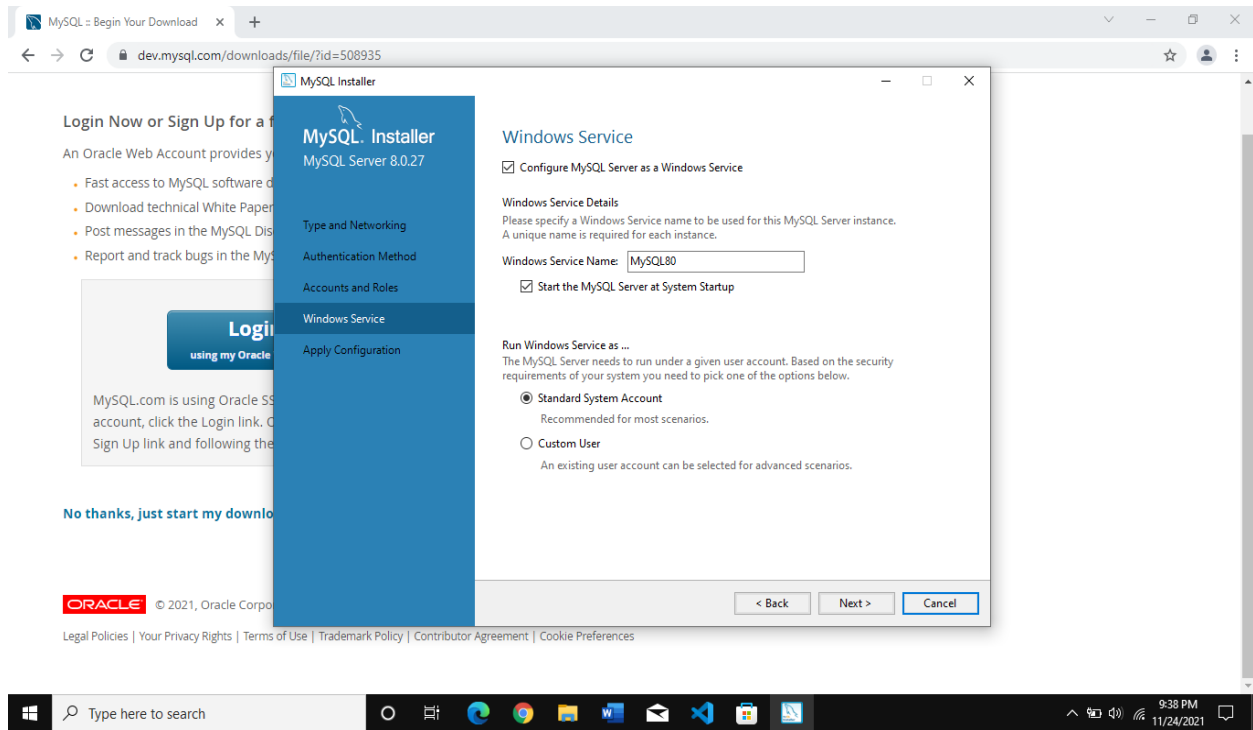 MySQL :: Begin Your Download
dev.mysql.com/downloads/file/?id=508935
Login Now or Sign Up for a f
An Oracle Web Account provides y
Fast access to MySQL software d
Download technical White Paper
Post messages in the MySQL Dis
Report and track bugs in the MyS
Logi
using my Oracle
MySQL.com is using Oracle SS
account, click the Login link. O
Sign Up link and following the
No thanks, just start my downlo
ORACLE © 2021, Oracle Corpo
Legal Policies | Your Privacy Rights | Terms of Use | Trademark Policy | Contributor Agreement | Cookie Preferences
MySQL Installer
MySQL. Installer
MySQL Server 8.0.27
Type and Networking
Authentication Method
Accounts and Roles
Windows Service
Apply Configuration
Windows Service
Configure MySQL Server as a Windows Service
Windows Service Details
Please specify a Windows Service name to be used for this MySQL Server instance.
A unique name is required for each instance.
Windows Service Name: MySQL80
Start the MySQL Server at System Startup
Run Windows Service as ...
The MySQL Server needs to run under a given user account. Based on the security
requirements of your system you need to pick one of the options below.
Standard System Account
Recommended for most scenarios.
Custom User
An existing user account can be selected for advanced scenarios.
< Back Next > Cancel
Type here to search
9:38 PM
11/24/2021